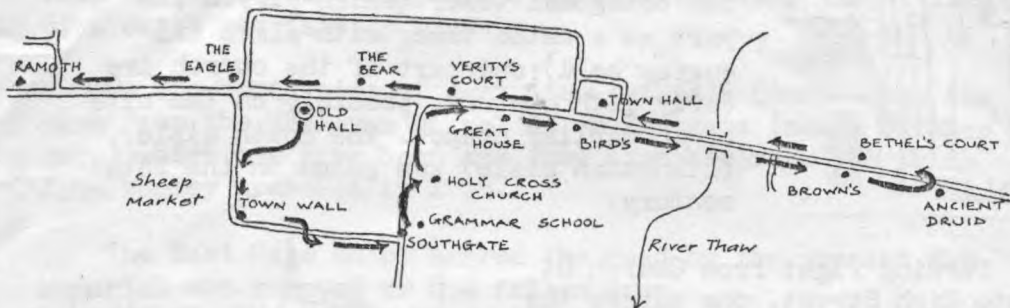 RAMOTH
THE
EAGLE
THE
BEAR
VERITY'S
COURT
TOWN HALL
OLD
HALL
GREAT
HOUSE
BIRD'S
BETHEL'S COURT
BROWN'S
ANCIENT
DRUID
Sheep
Market
HOLY CROSS
CHURCH
TOWN WALL
GRAMMAR SCHOOL
SOUTHGATE
River Thaw